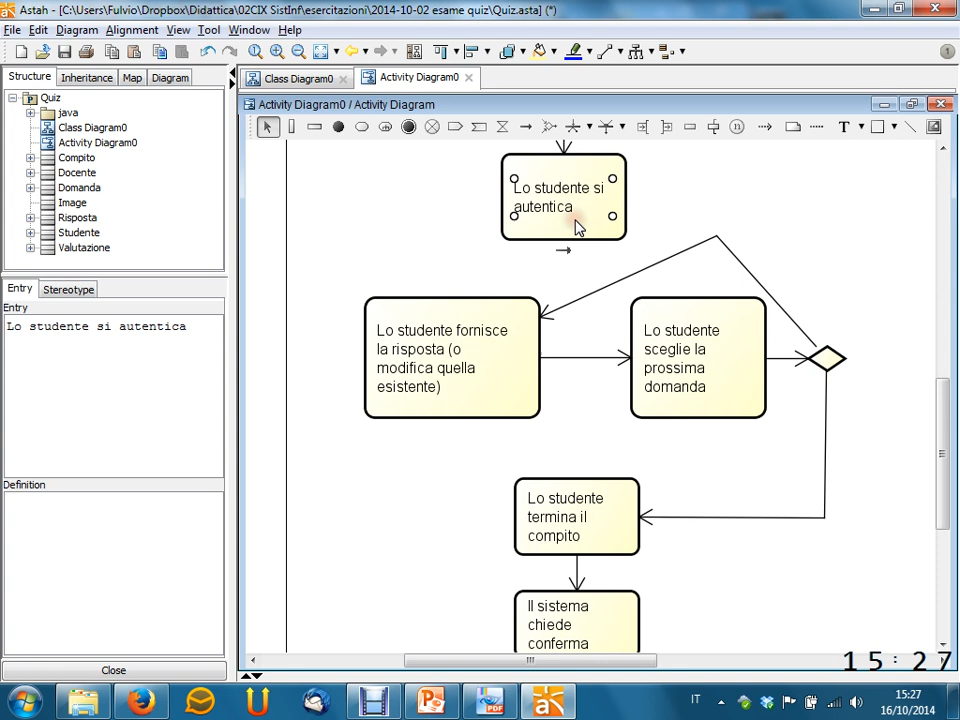 Astah - [C:\Users\Fulvio\Dropbox\Didattica\02CIX SistInf\esercitazioni\2014-10-02 esame quiz\Quiz.asta] (*)
File Edit Diagram Alignment View Tool Window Help
Structure Inheritance Map Diagram
Class Diagram0
Activity Diagram0
Quiz
java
Class Diagram0
Activity Diagram0
Compito
Docente
Domanda
Image
Risposta
Studente
Valutazione
Entry Stereotype
Entry
Lo studente si autentica
Definition
Close
Activity Diagram0 / Activity Diagram
T
Lo studente si
autentica
Lo studente fornisce
la risposta (o
modifica quella
esistente)
Lo studente
sceglie la
prossima
domanda
Lo studente
termina il
compito
Il sistema
chiede
conferma
15:27
IT
15:27
16/10/2014